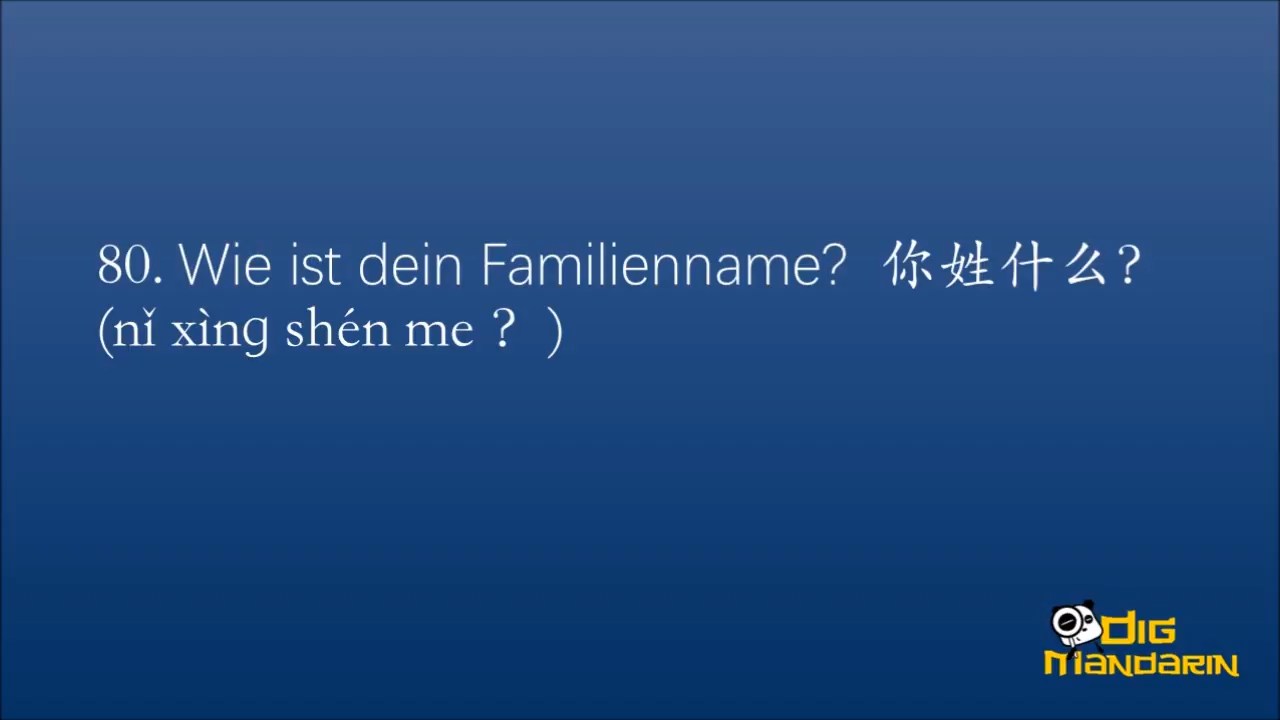 80. Wie ist dein Familienname? 你姓什么?
(nǐ xìng shén me ？ )
DIG
MANDARIN